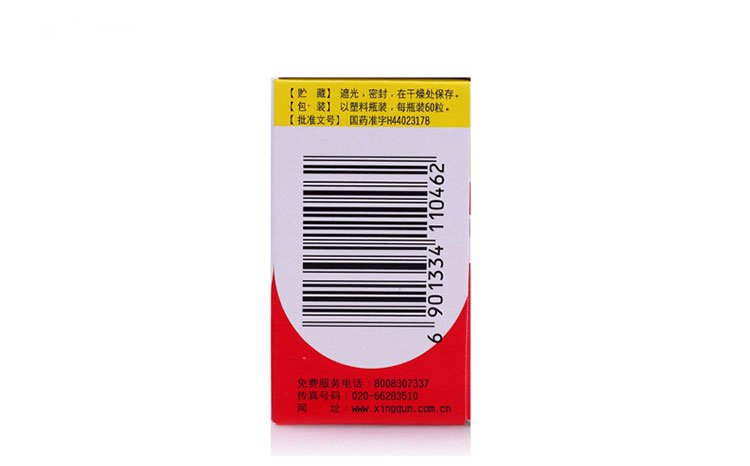 【贮 藏】 遮光，密封，在干燥处保存。
【包 装】 以塑料瓶装，每瓶装60粒。
【批准文号】 国药准字H44023178
6 901334 110462
免费服务电话：8008307337
传真号码：020-66283510
网 址：www.xingqun.com.cn